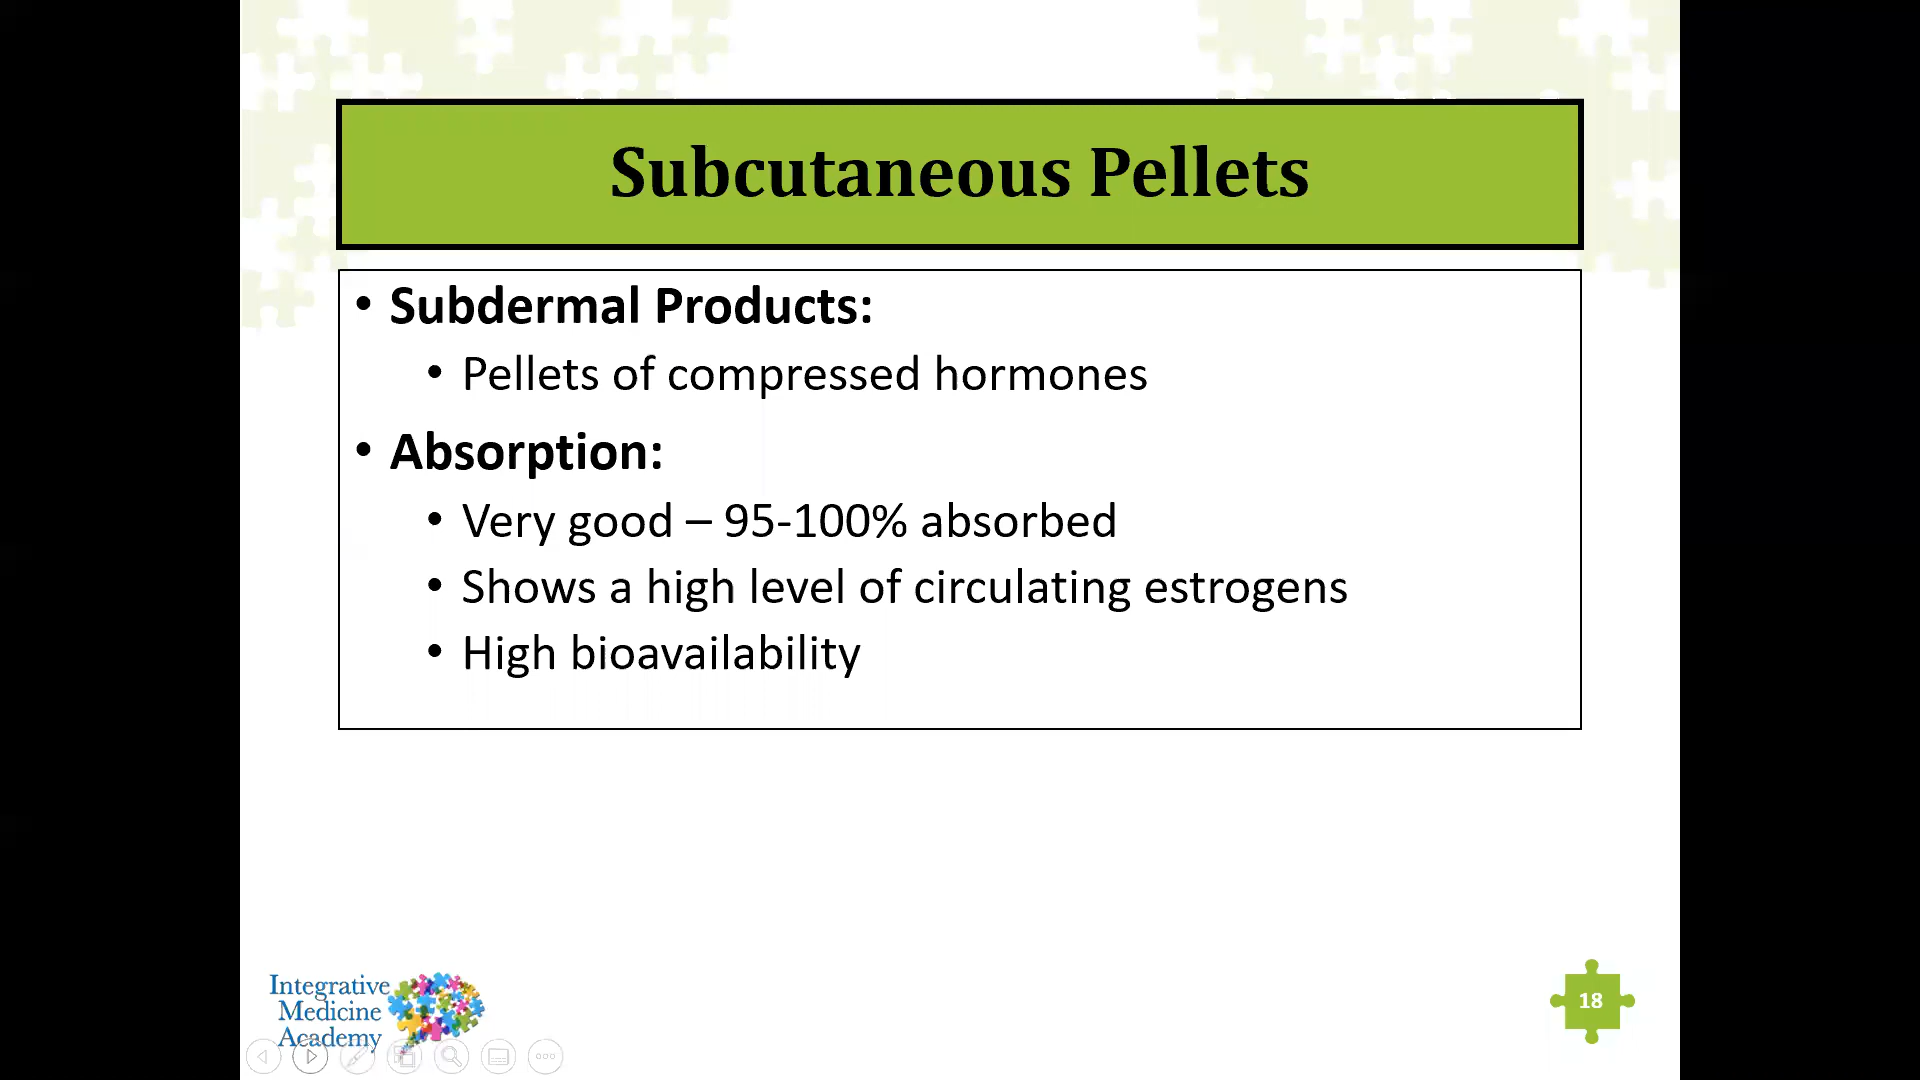 Subcutaneous Pellets
• Subdermal Products:
• Pellets of compressed hormones
• Absorption:
• Very good – 95-100% absorbed
• Shows a high level of circulating estrogens
• High bioavailability
Integrative
Medicine
Academy
18